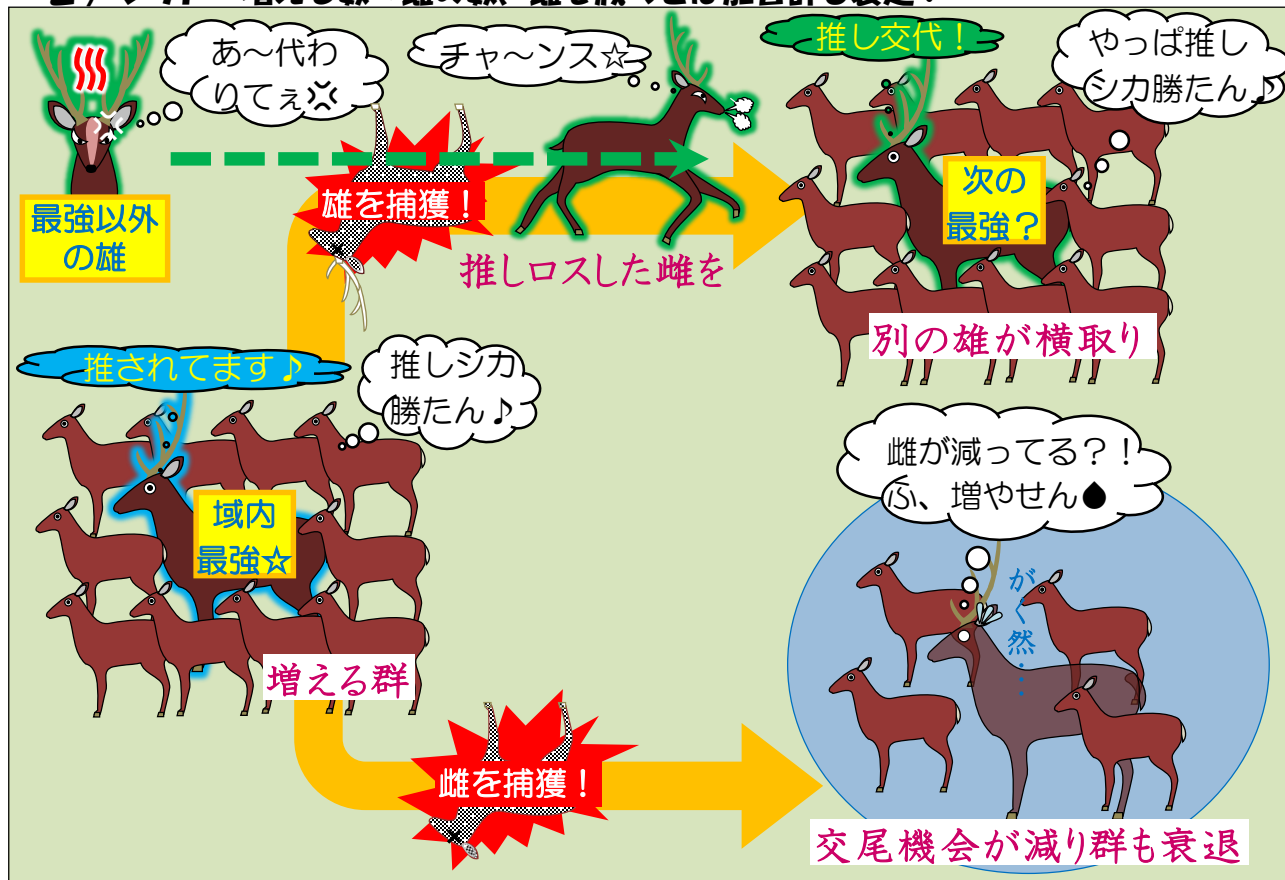 あ～代わ
りてぇ
チャ～ンス☆
推し交代！
やっぱ推し
シカ勝たん♪
最強以外
の雄
雄を捕獲！
推しロスした雌を
次の
最強？
別の雄が横取り
推されてます♪
推しシカ
勝たん♪
域内
最強☆
増える群
雌を捕獲！
雌が減ってる？！
ふ、増やせん
がく然…
交尾機会が減り群も衰退